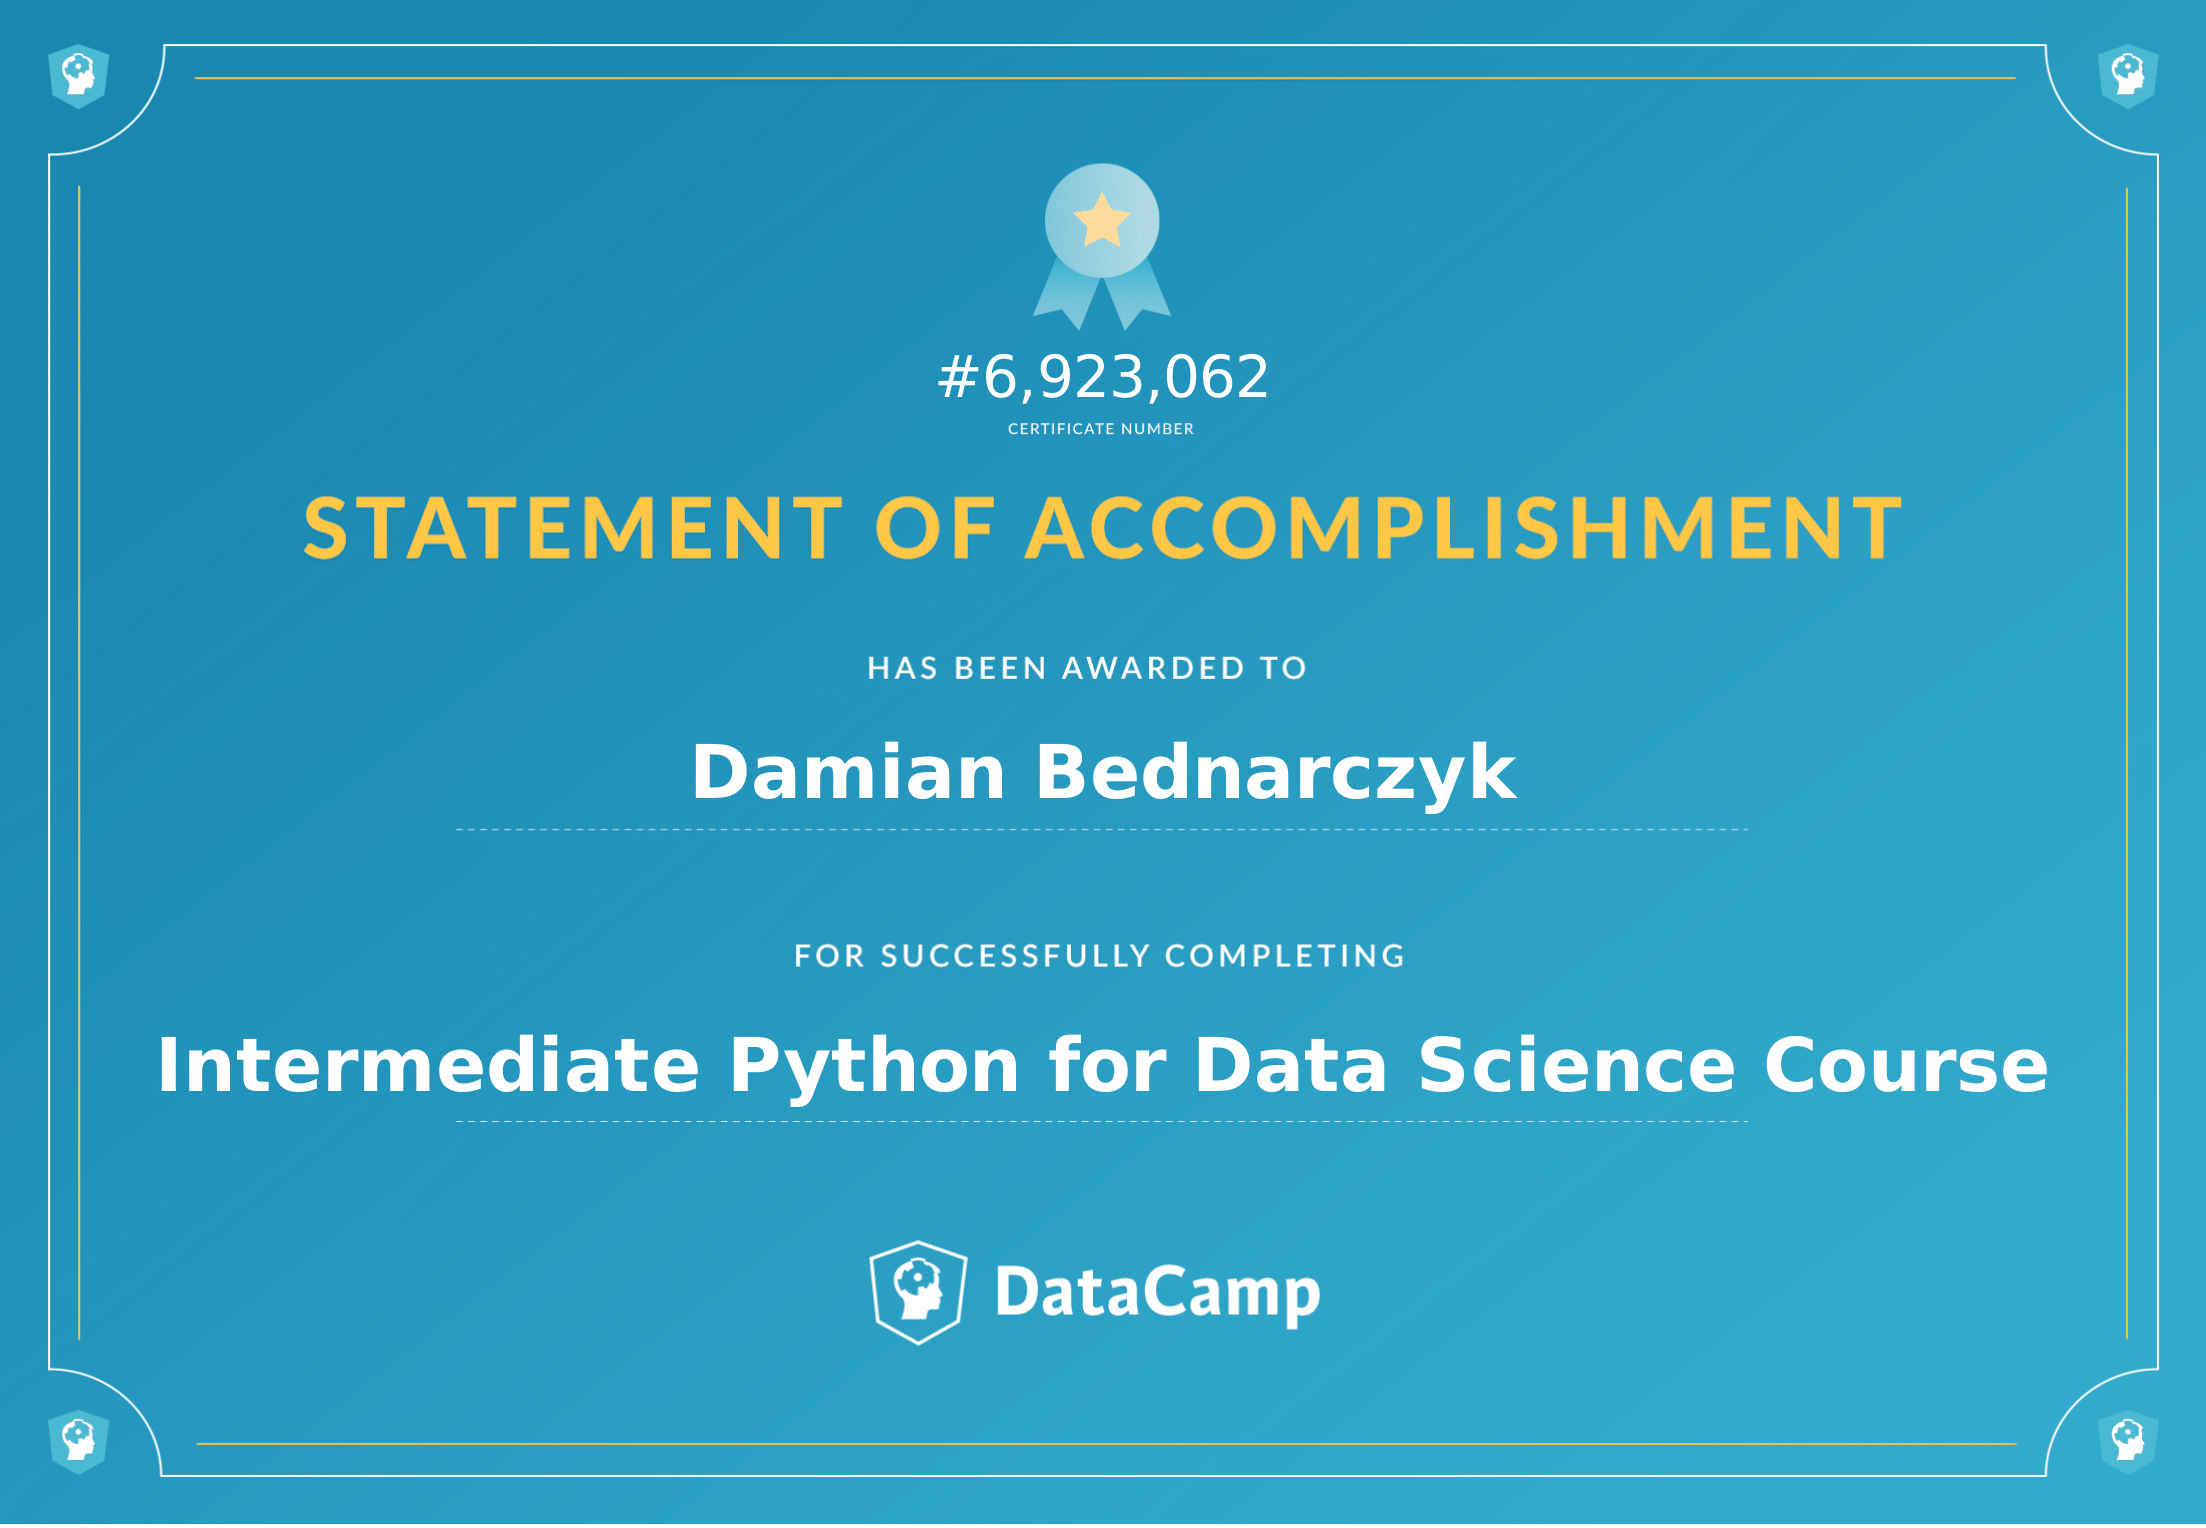 #6,923,062
CERTIFICATE NUMBER
STATEMENT OF ACCOMPLISHMENT
HAS BEEN AWARDED TO
Damian Bednarczyk
FOR SUCCESSFULLY COMPLETING
Intermediate Python for Data Science Course
DataCamp